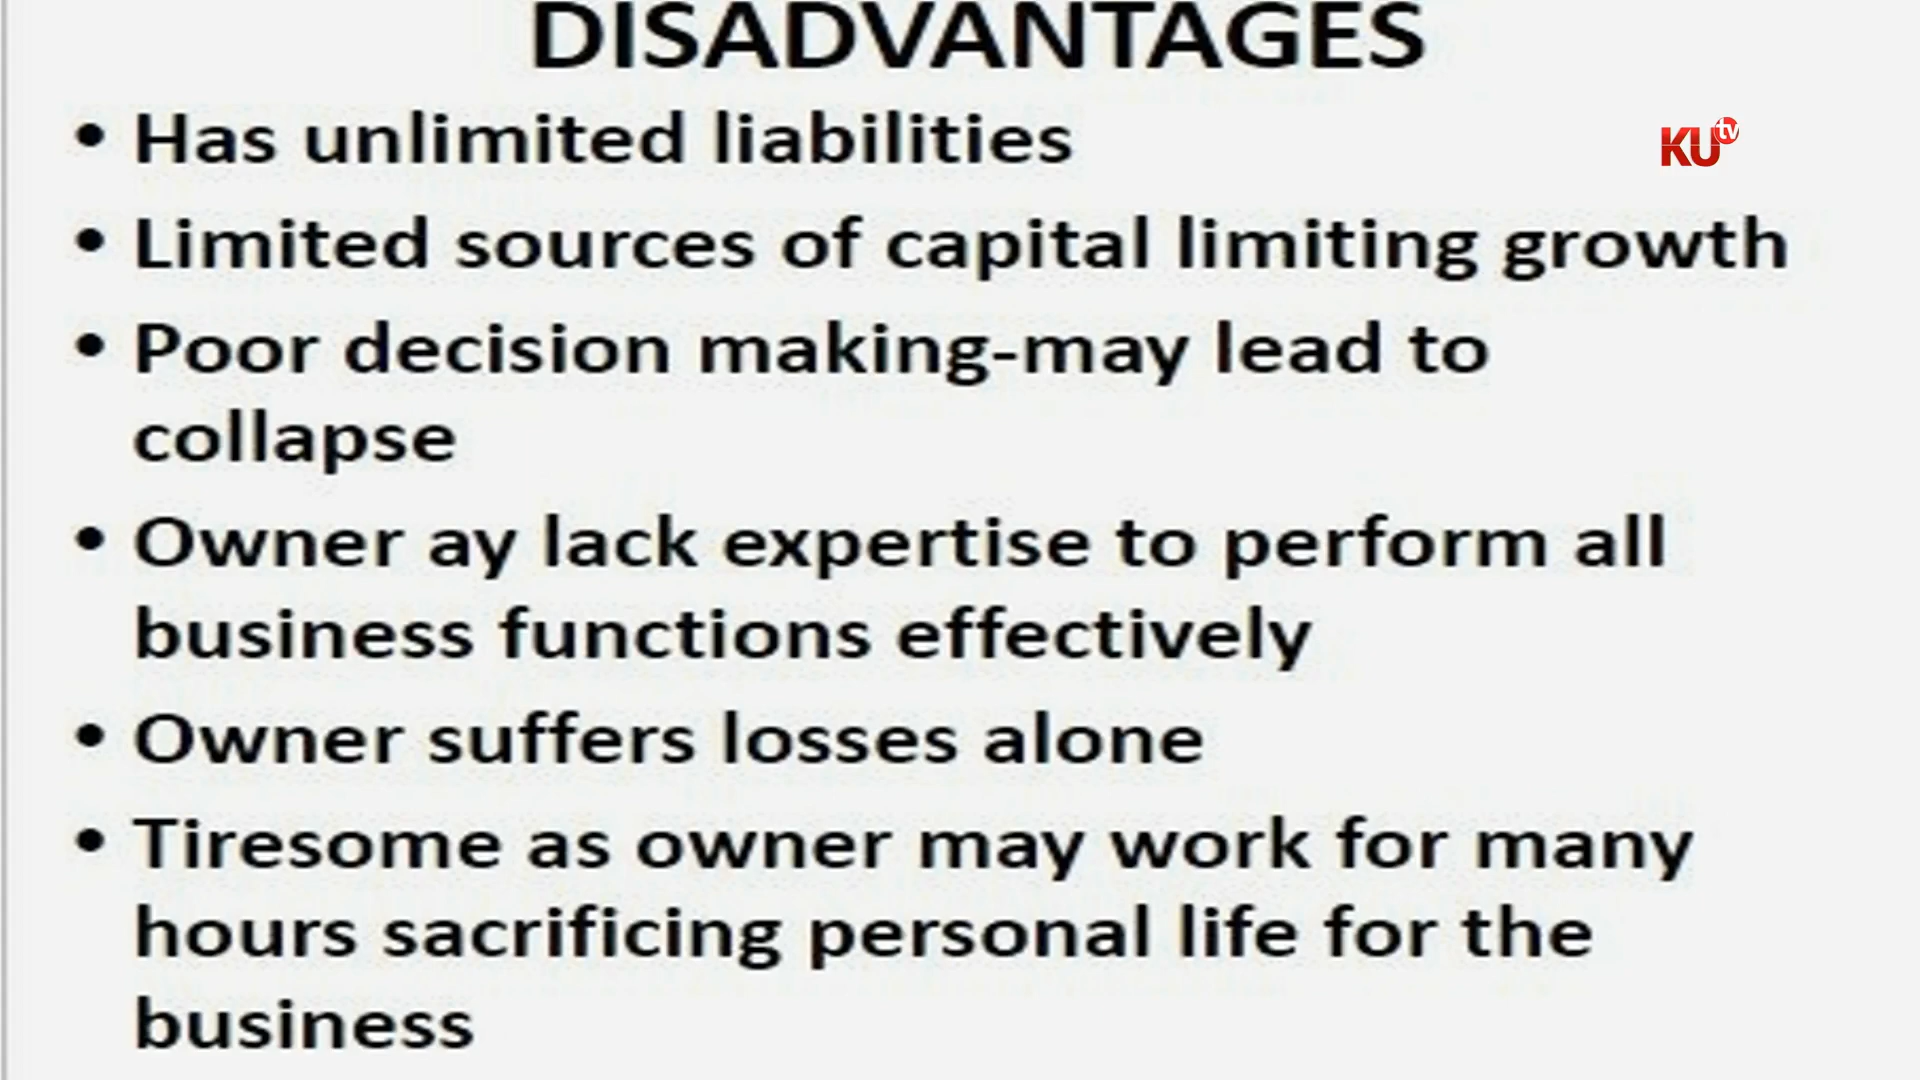 DISADVANTAGES
• Has unlimited liabilities
KUtv
• Limited sources of capital limiting growth
• Poor decision making-may lead to
collapse
• Owner ay lack expertise to perform all
business functions effectively
• Owner suffers losses alone
• Tiresome as owner may work for many
hours sacrificing personal life for the
business